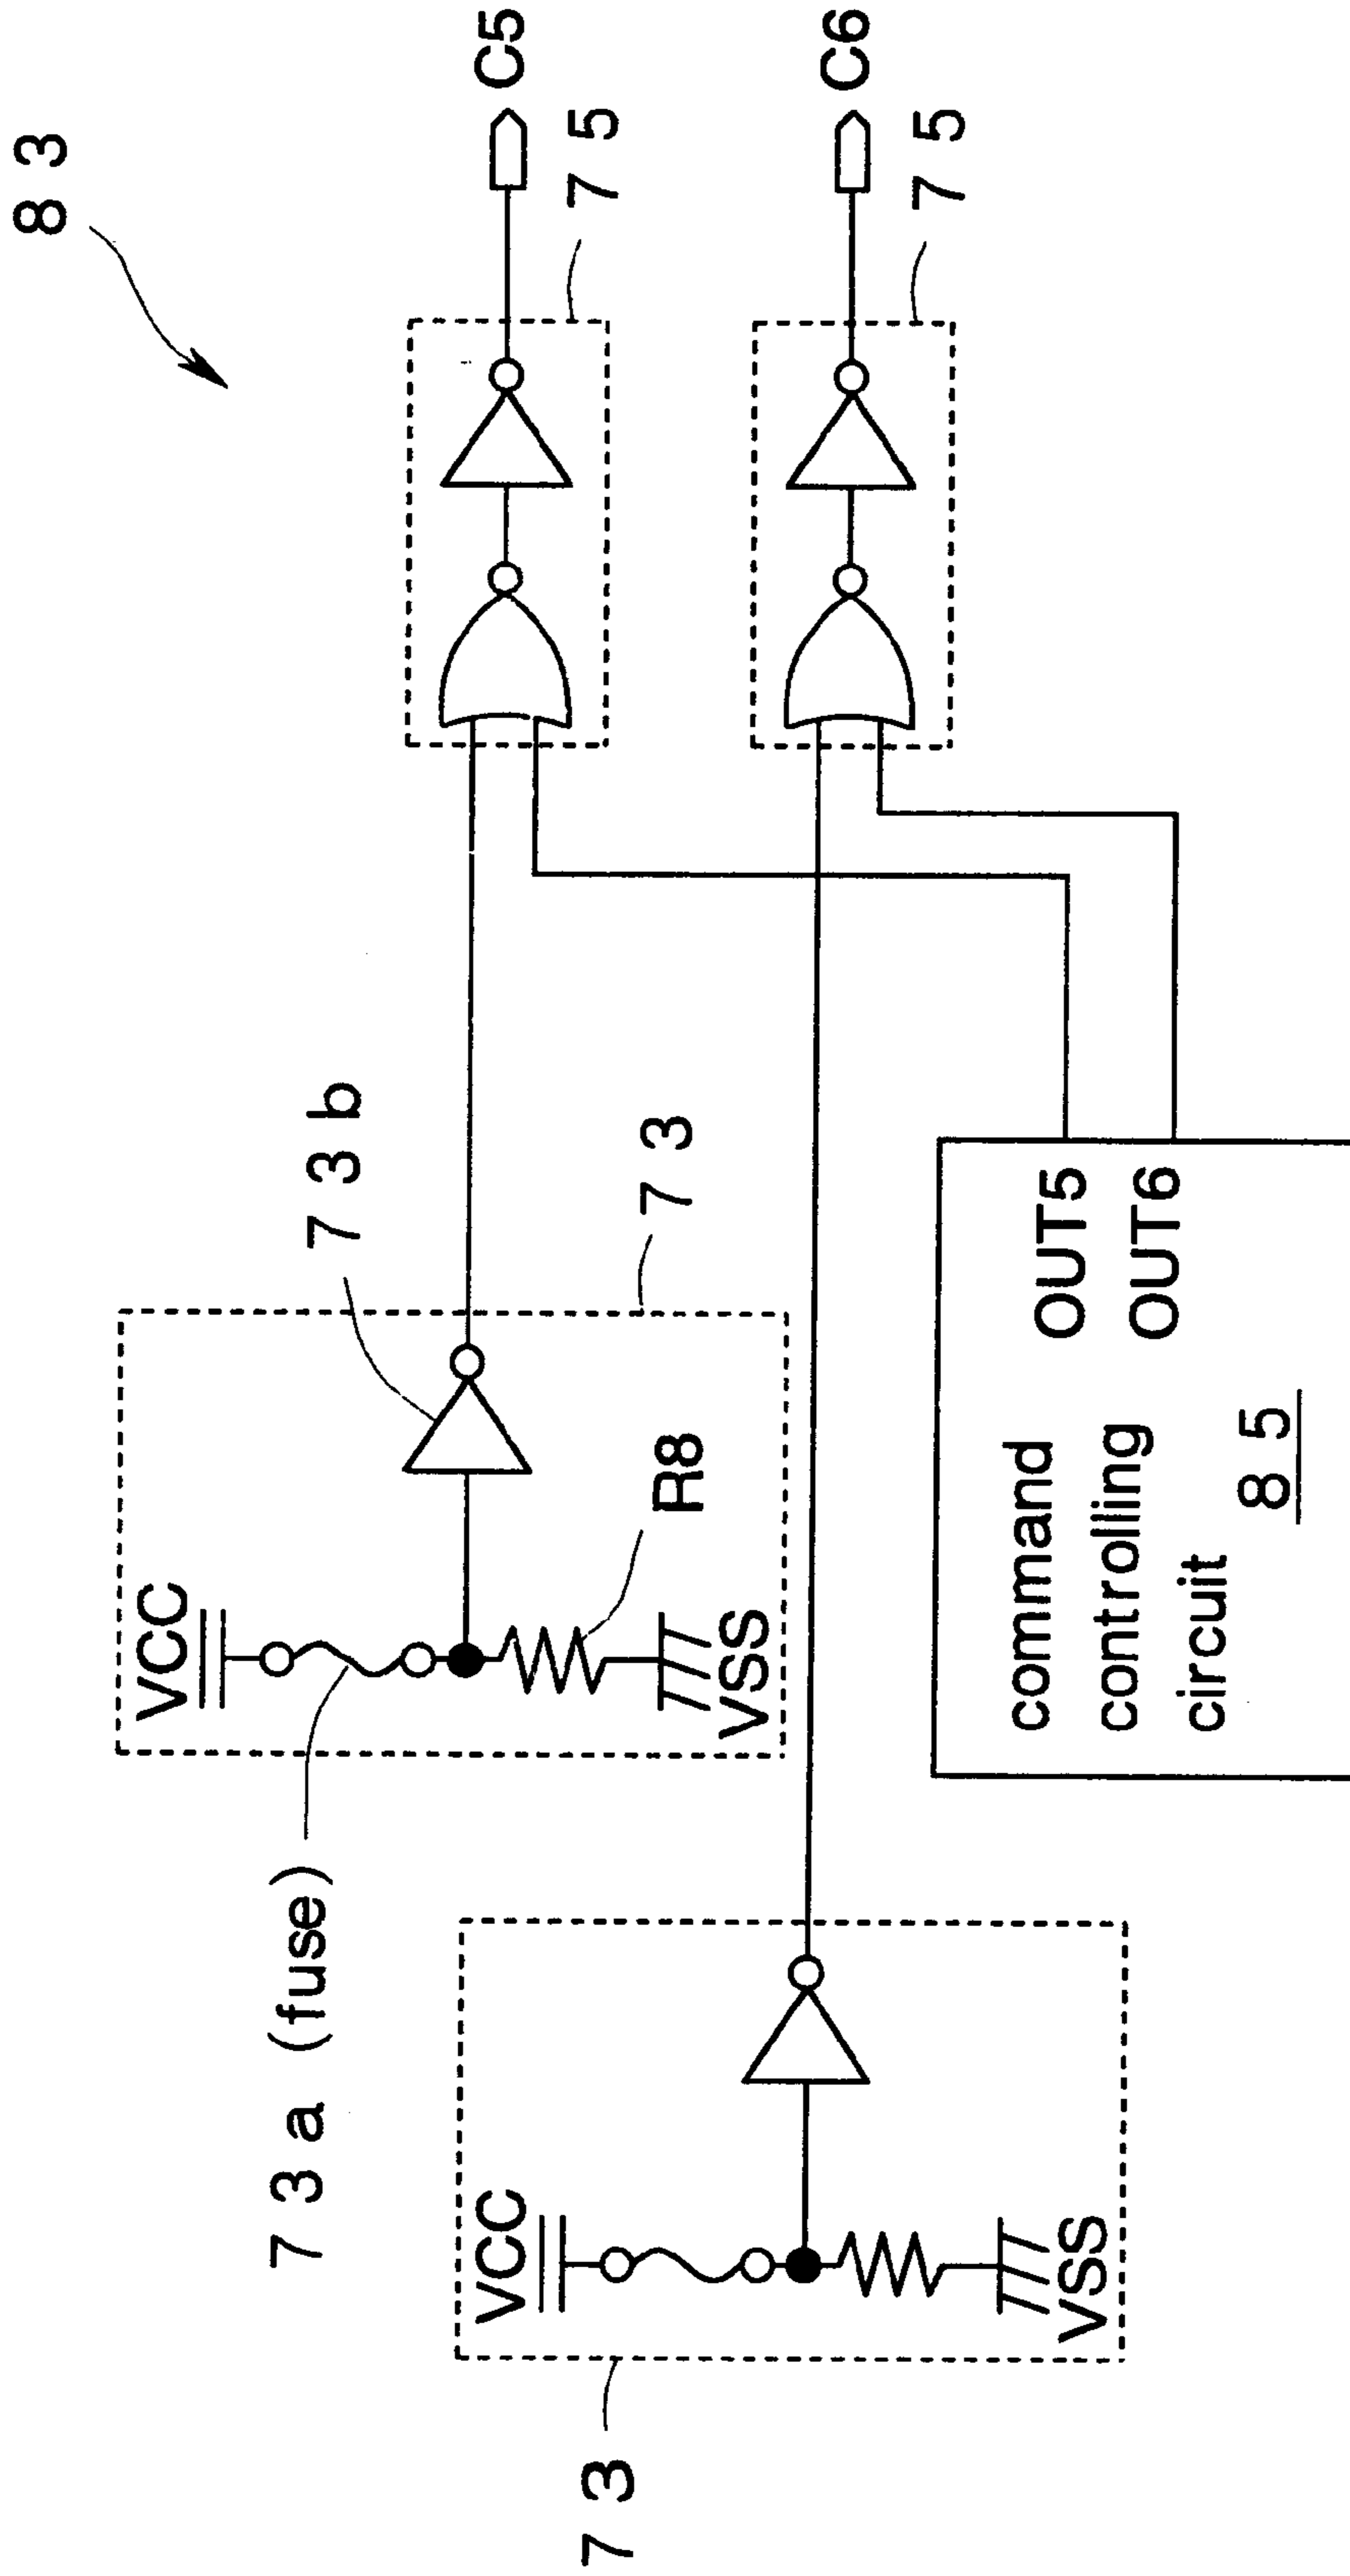 8 3
7 3 a (fuse)
VCC
7 3 b
C5
7 5
R8
VSS
7 3
VCC
C6
7 5
VSS
7 3
command
controlling
circuit
8 5
OUT5
OUT6